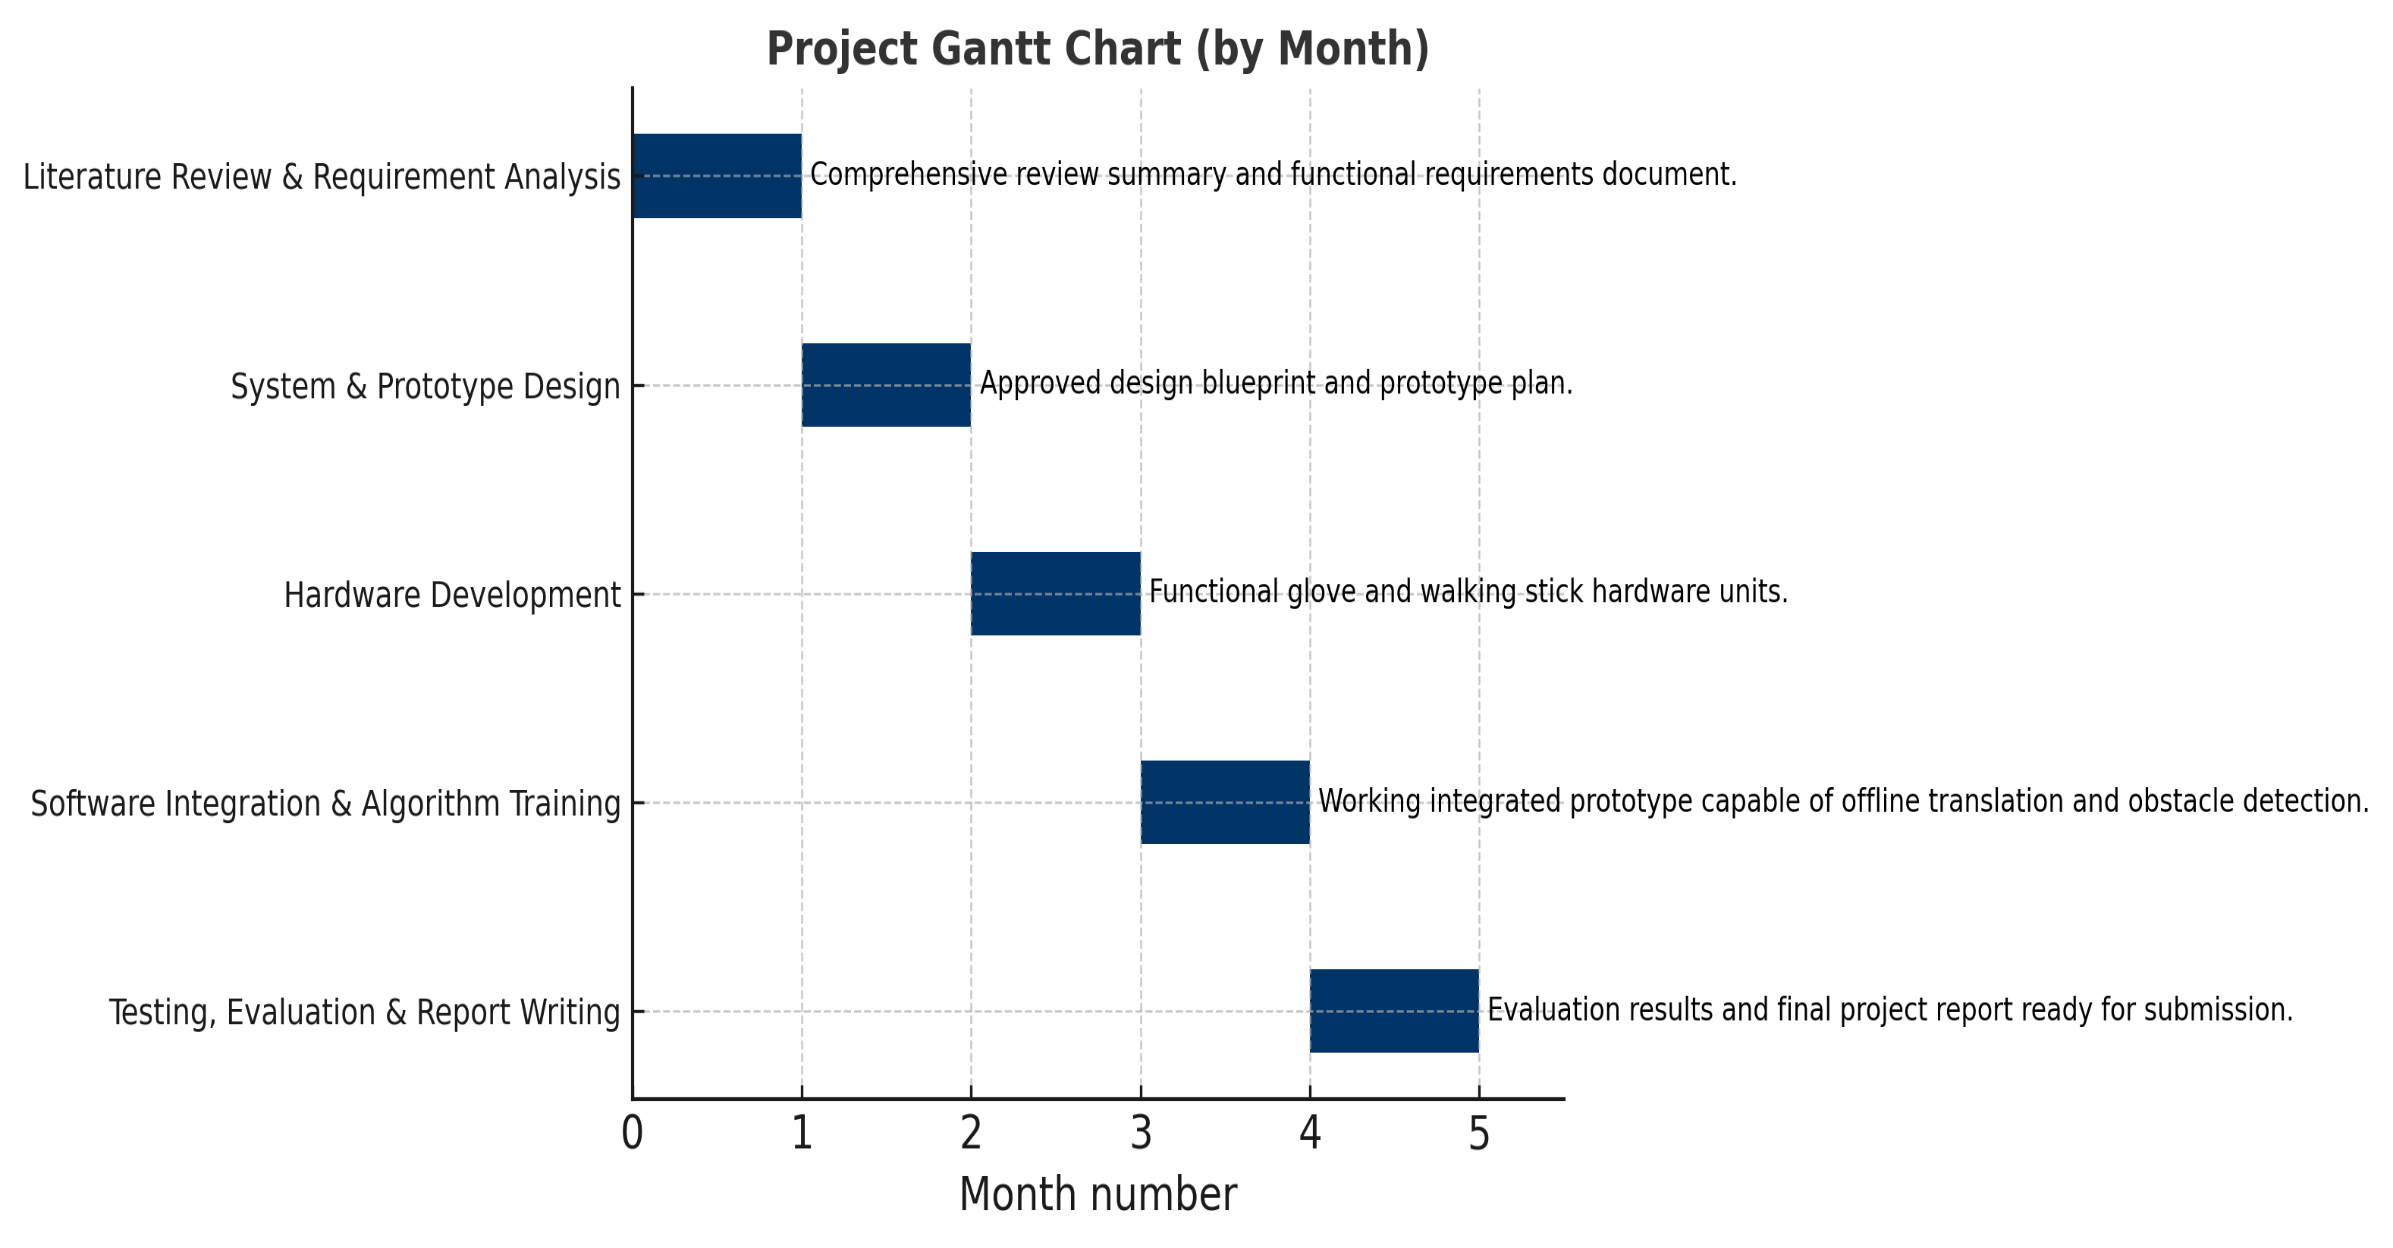 Project Gantt Chart (by Month)
Literature Review & Requirement Analysis
Comprehensive review summary and functional requirements document.
System & Prototype Design
Approved design blueprint and prototype plan.
Hardware Development
Functional glove and walking stick hardware units.
Software Integration & Algorithm Training
Working integrated prototype capable of offline translation and obstacle detection.
Testing, Evaluation & Report Writing
Evaluation results and final project report ready for submission.
0 1 2 3 4 5
Month number